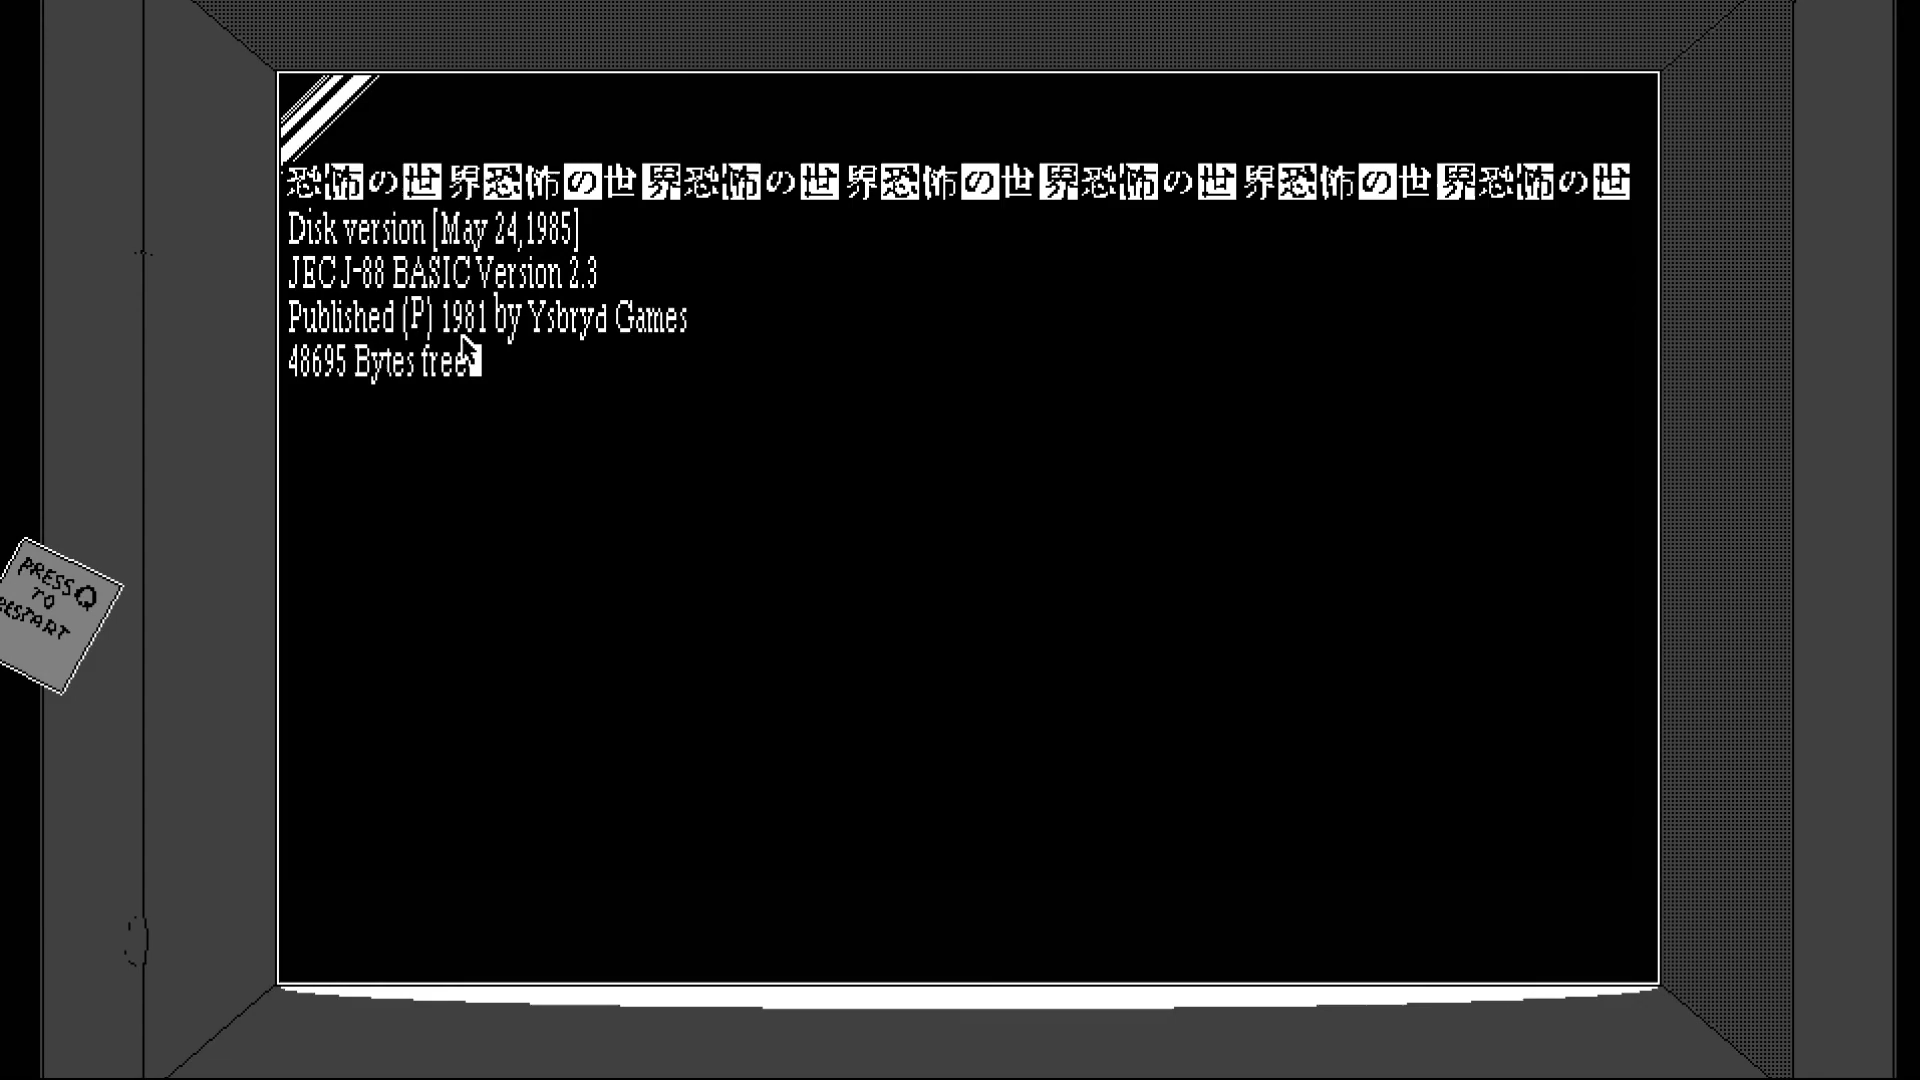 恐怖の世界恐怖の世界恐怖の世界恐怖の世界恐怖の世界恐怖の世界恐怖の世
Disk version [May 24,1985]
JEC J-88 BASIC Version 2.3
Published (P) 1981 by Ysbryd Games
48695 Bytes free
PRESS Q
TO
RESTART